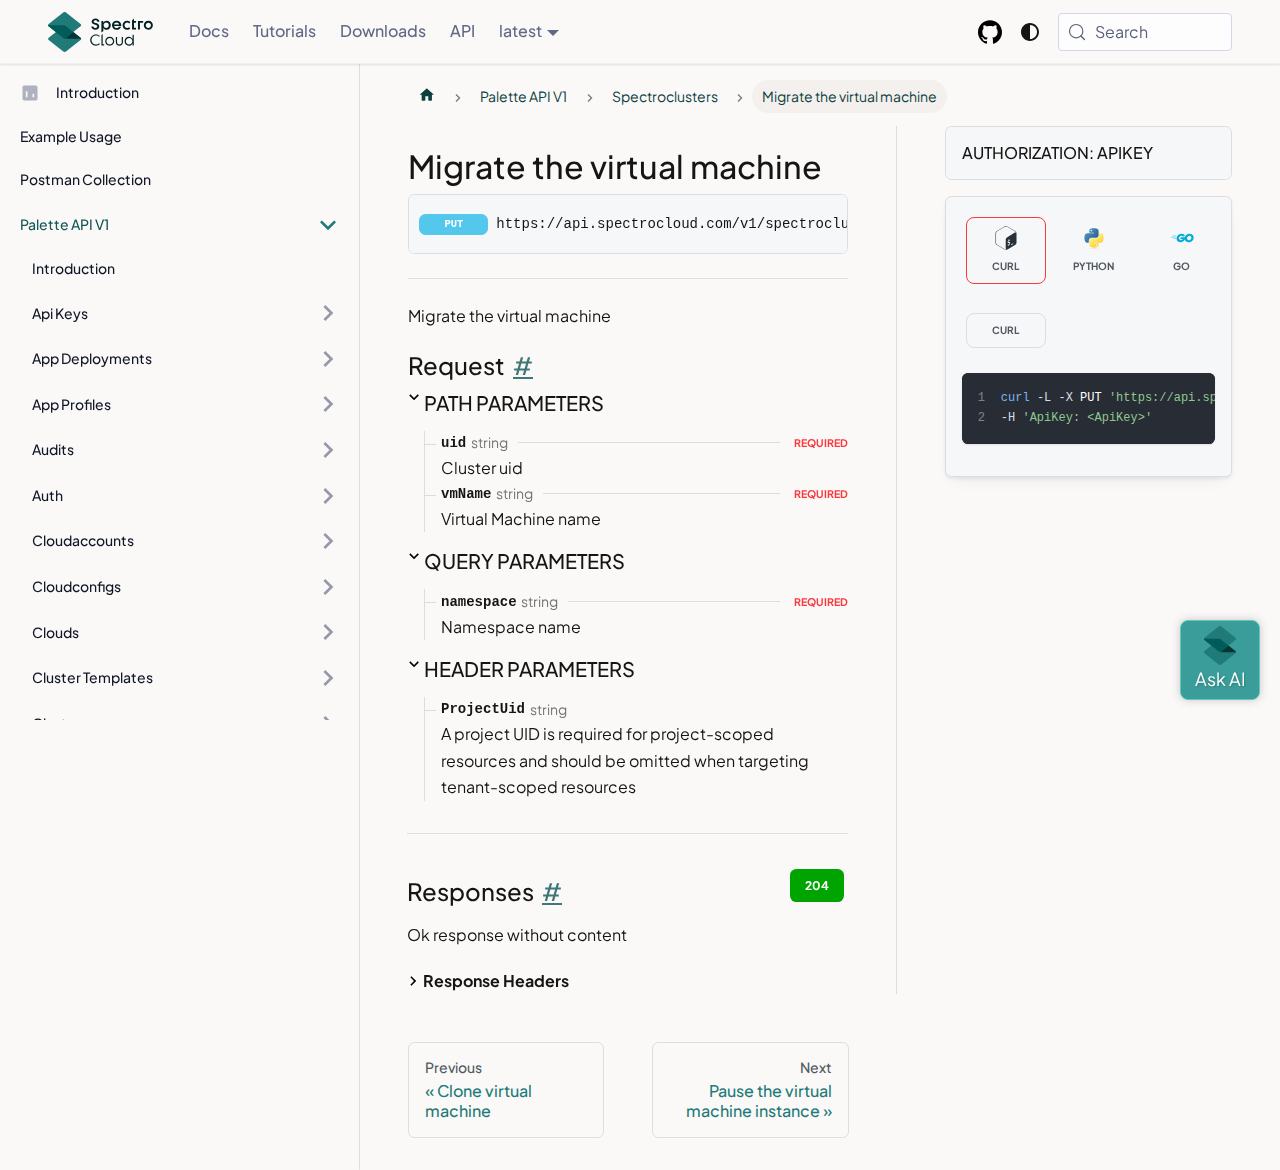 Spectro
Cloud
Docs
Tutorials
Downloads
API
latest
Search
Introduction
Example Usage
Postman Collection
Palette API V1
Introduction
Api Keys
App Deployments
App Profiles
Audits
Auth
Cloudaccounts
Cloudconfigs
Clouds
Cluster Templates
Palette API V1
Spectroclusters
Migrate the virtual machine
Migrate the virtual machine
PUT https://api.spectrocloud.com/v1/spectroclu
Migrate the virtual machine
Request #
PATH PARAMETERS
uid string REQUIRED
Cluster uid
vmName string REQUIRED
Virtual Machine name
QUERY PARAMETERS
namespace string REQUIRED
Namespace name
HEADER PARAMETERS
ProjectUid string
A project UID is required for project-scoped
resources and should be omitted when targeting
tenant-scoped resources
Responses #
204
Ok response without content
Response Headers
Previous
« Clone virtual
machine
Next
Pause the virtual
machine instance »
AUTHORIZATION: APIKEY
CURL
PYTHON
GO
GO
CURL
1 curl -L -X PUT 'https://api.sp
2 -H 'ApiKey: <ApiKey>'
Ask AI